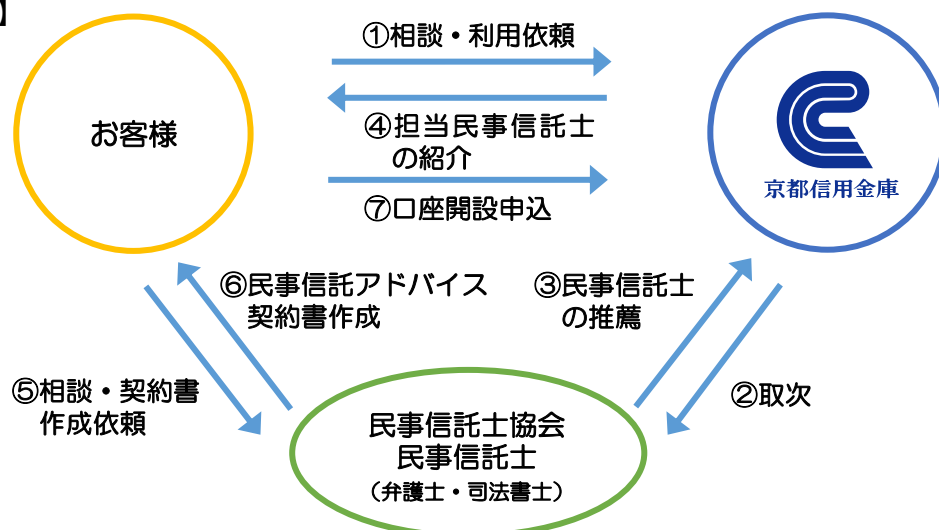 】
①相談・利用依頼
お客様
④担当民事信託士
の紹介
京都信用金庫
⑦口座開設申込
⑥民事信託アドバイス
契約書作成
③民事信託士
の推薦
⑤相談・契約書
作成依頼
②取次
民事信託士協会
民事信託士
（弁護士・司法書士）